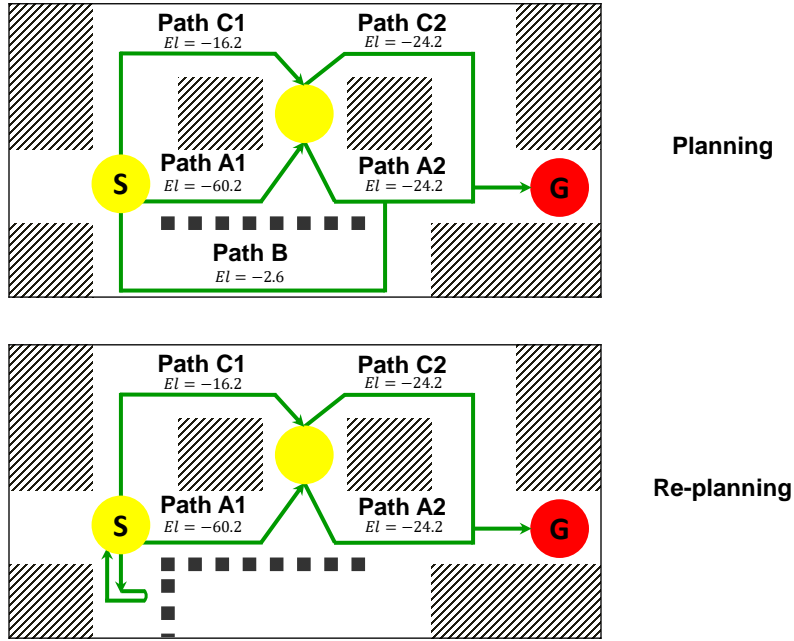 Path C1
El = −16.2
Path C2
El = −24.2
Planning
Path A1
El = −60.2
Path A2
El = −24.2
S
G
Path B
El = −2.6
Path C1
El = −16.2
Path C2
El = −24.2
Re-planning
Path A1
El = −60.2
Path A2
El = −24.2
S
G